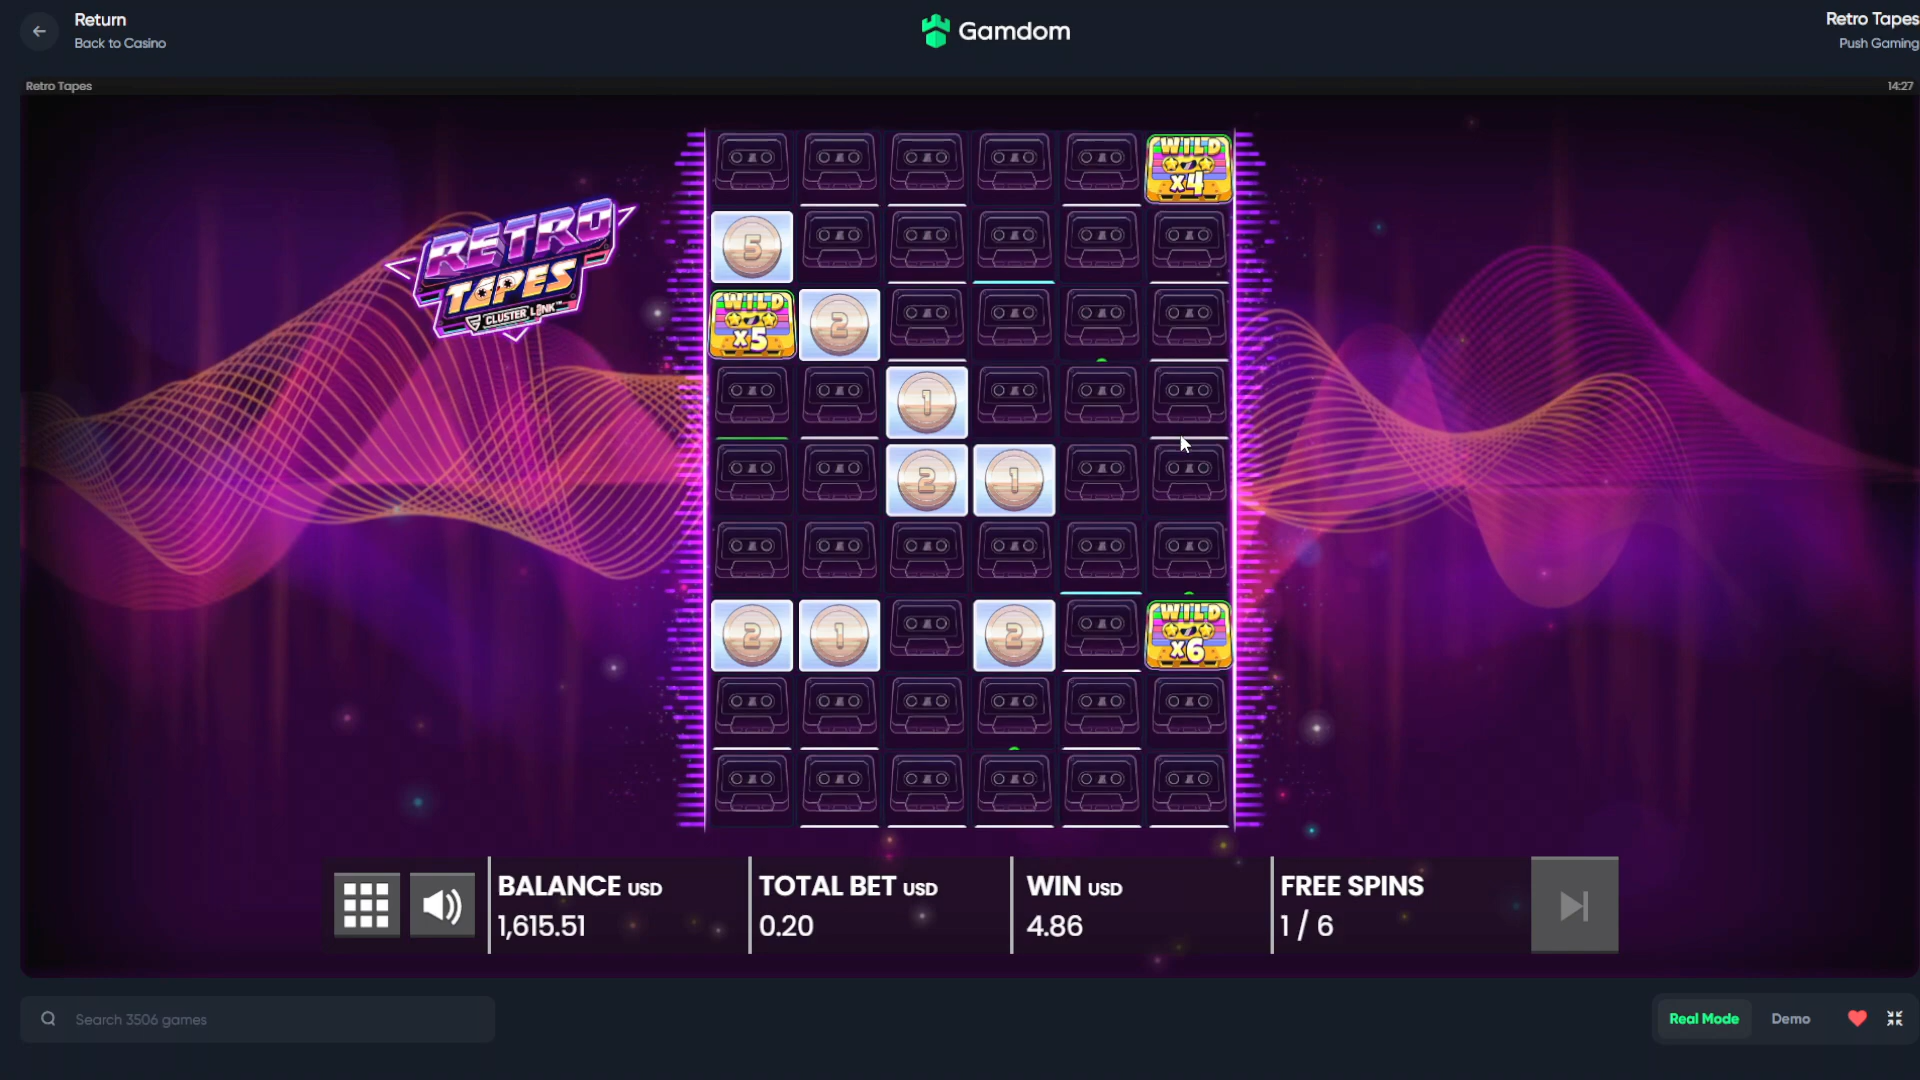 Return
Back to Casino
Gamdom
Retro Tapes
Push Gaming
Retro Tapes
14:27
WILD
x4
5
RETRO
TAPES
CLUSTER LINK™
WILD
x5
2
1
2
1
2
1
2
WILD
x6
BALANCE USD
1,615.51
TOTAL BET USD
0.20
WIN USD
4.86
FREE SPINS
1 / 6
Search 3506 games
Real Mode
Demo